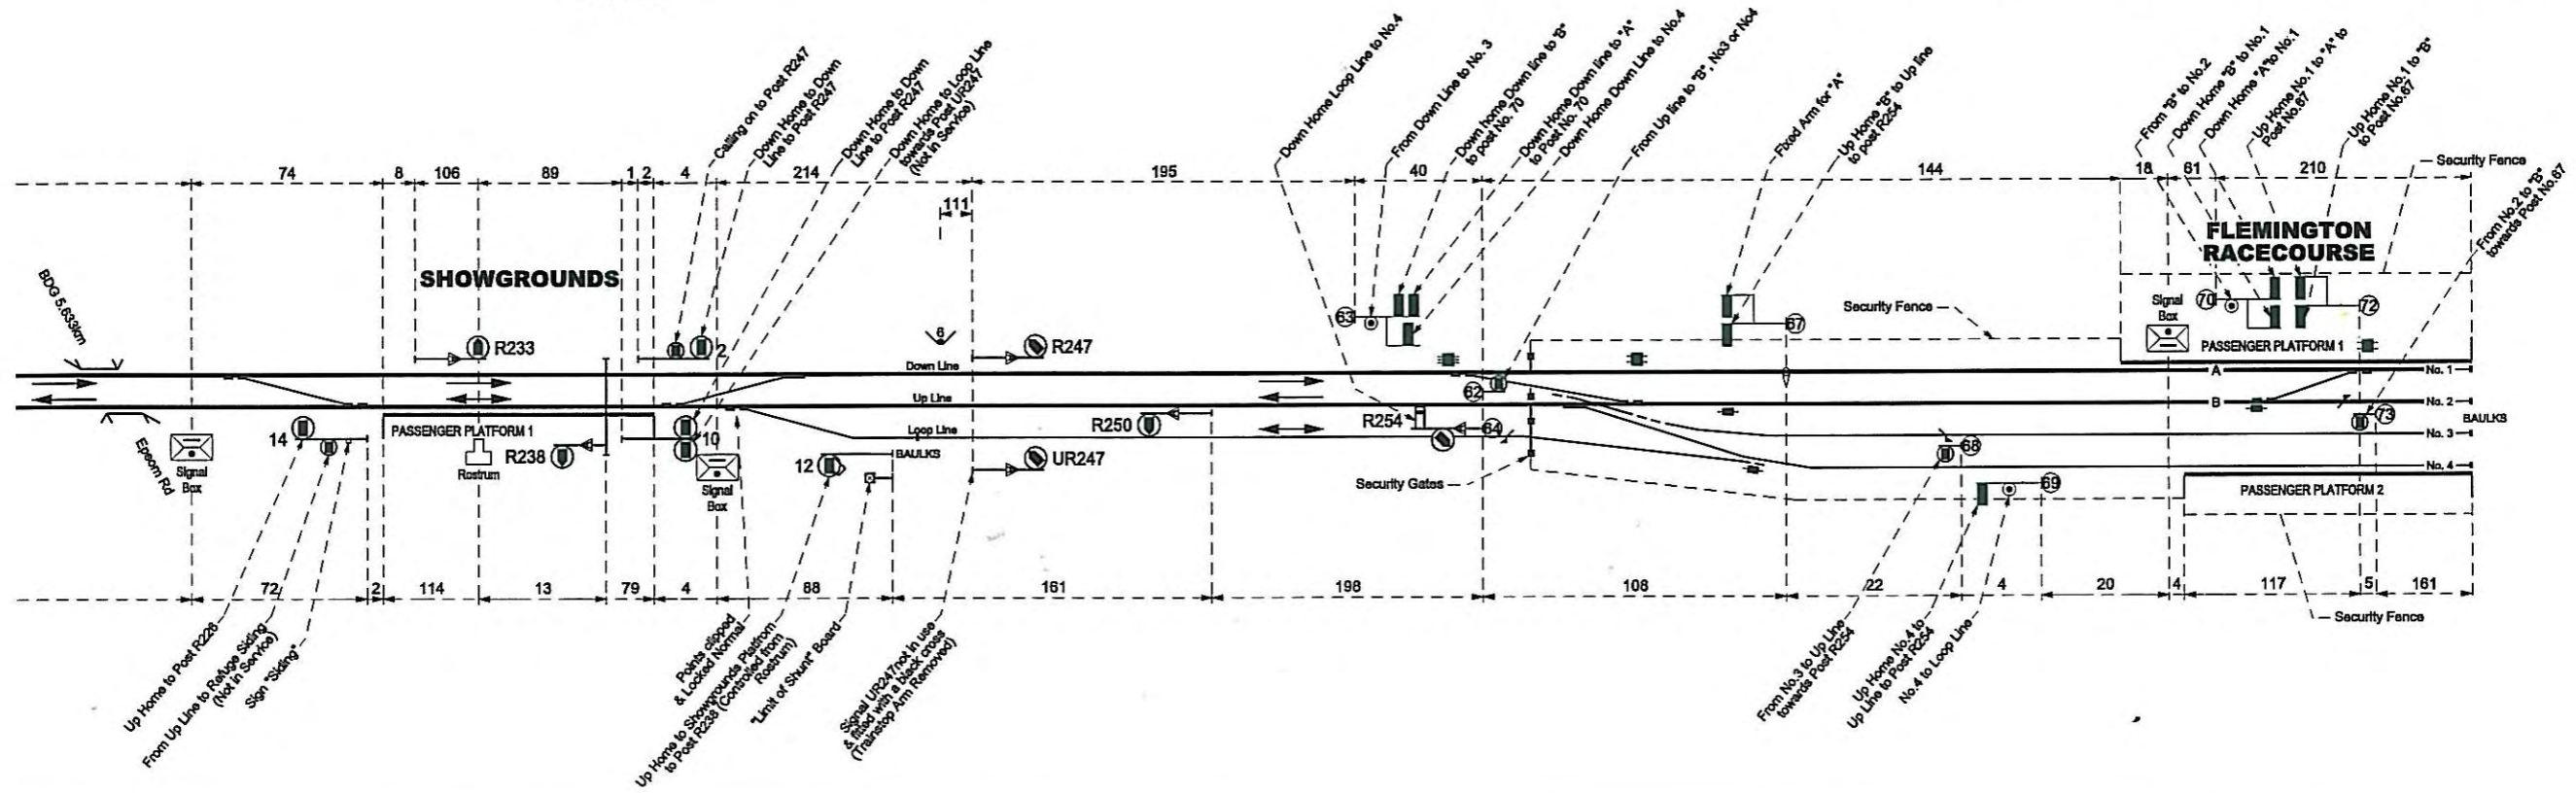 Calling on to Post R247
Down Home to Down
Line to Post R247
Down Home to Down
Line to Post R247
Down Home to Loop Line
towards Post UR247
(Not in Service)
Down Home Loop Line to No.4
From Down Line to No. 3
Down home Down line to "B"
to post No. 70
Down Home Down line to "A"
to Post No. 70
Down Home Down Line to No.4
From Up line to "B", No3 or No4
Fixed Arm for "A"
Up Home "B" to Up line
to post R254
From "B" to No.2
Down Home "B" to No.1
Down Home "A"to No.1
Up Home No.1 to "A" to
Post No.67
Up Home No.1 to "B"
to Post No.67
From No.2 to "B"
towards Post No.67
Security Fence
74 8 106 89 1 2 4 214 195 40 144 18 61 210
111
SHOWGROUNDS
FLEMINGTON
RACECOURSE
BDG 5.633km
R233
2
6
R247
63
67
Security Fence
Signal
Box
70
72
PASSENGER PLATFORM 1
Down Line
A
No. 1
62
Up Line
B
No. 2
73
BAULKS
Epsom Rd
Signal
Box
14
PASSENGER PLATFORM 1
Rostrum
R238
10
Signal
Box
Loop Line
R250
R254
64
No. 3
12
BAULKS
UR247
Security Gates
68
No. 4
69
PASSENGER PLATFORM 2
72 2 114 13 79 4 88 161 198 108 22 4 20 4 117 5 161
Security Fence
Up Home to Post R226
From Up Line to Refuge Siding
(Not in Service)
Sign "Siding"
Points clipped
& Locked Normal
Up Home to Showgrounds Platfrom
to Post R238 (Controlled from
Rostrum)
"Limit of Shunt" Board
Signal UR247not in use
& fitted with a back cross
(Trainstop Arm Removed)
From No.3 to Up Line
towards Post R254
Up Home No.4 to
Up Line to Post R254
No.4 to Loop Line